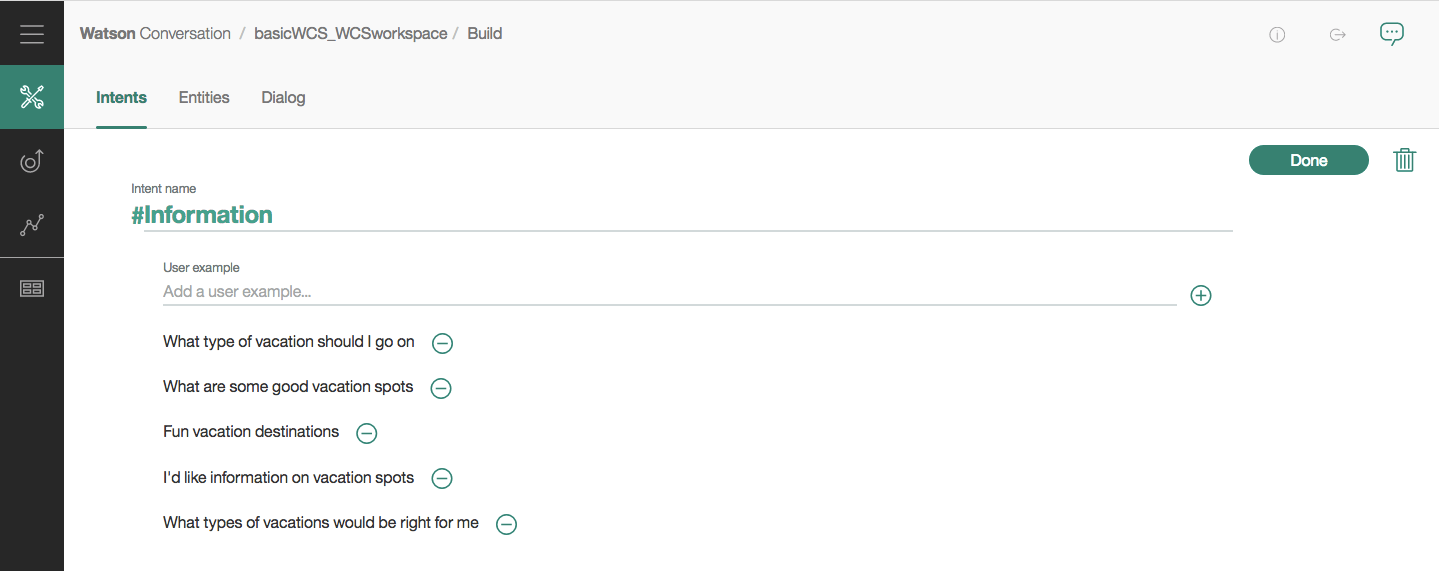 Watson Conversation / basicWCS_WCSworkspace / Build
Intents Entities Dialog
Done
Intent name
#Information
User example
Add a user example...
What type of vacation should I go on
What are some good vacation spots
Fun vacation destinations
I'd like information on vacation spots
What types of vacations would be right for me